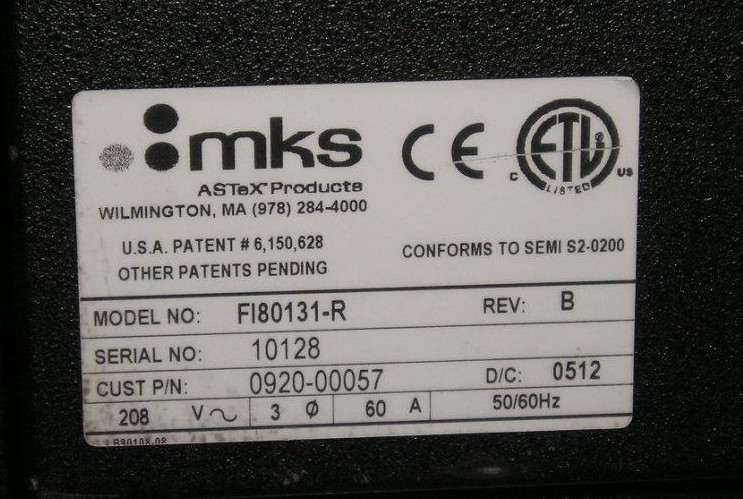 mks
CE
ETL
C
US
LISTED
ASTeX Products
WILMINGTON, MA (978) 284-4000
U.S.A. PATENT # 6,150,628
OTHER PATENTS PENDING
CONFORMS TO SEMI S2-0200
MODEL NO: FI80131-R REV: B
SERIAL NO: 10128
CUST P/N: 0920-00057 D/C: 0512
208 V 3 Ø 60 A 50/60Hz